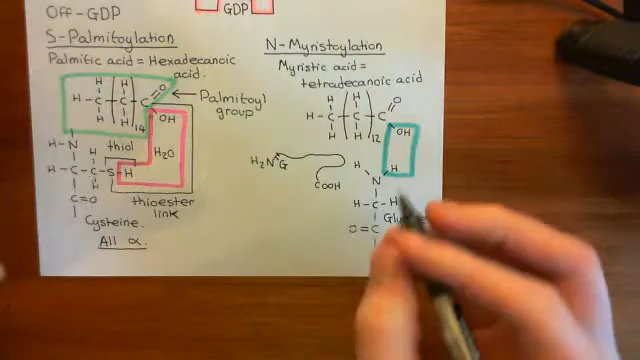 Off-GDP
GDP
S-Palmitoylation
Palmitic acid = Hexadecanoic
acid.
Palmitoyl
group
H H O
H-C-C-C
H H 14 OH
H-N H thiol H2O
H-C-C-S-H
H
C=O thioester
C link
Cysteine.
All α.
N-Myristoylation
Myristic acid =
tetradecanoic acid
H H O
H-C-C-C
H H 12 OH
H2N G
COOH
H H
N
H-C-H
O=C